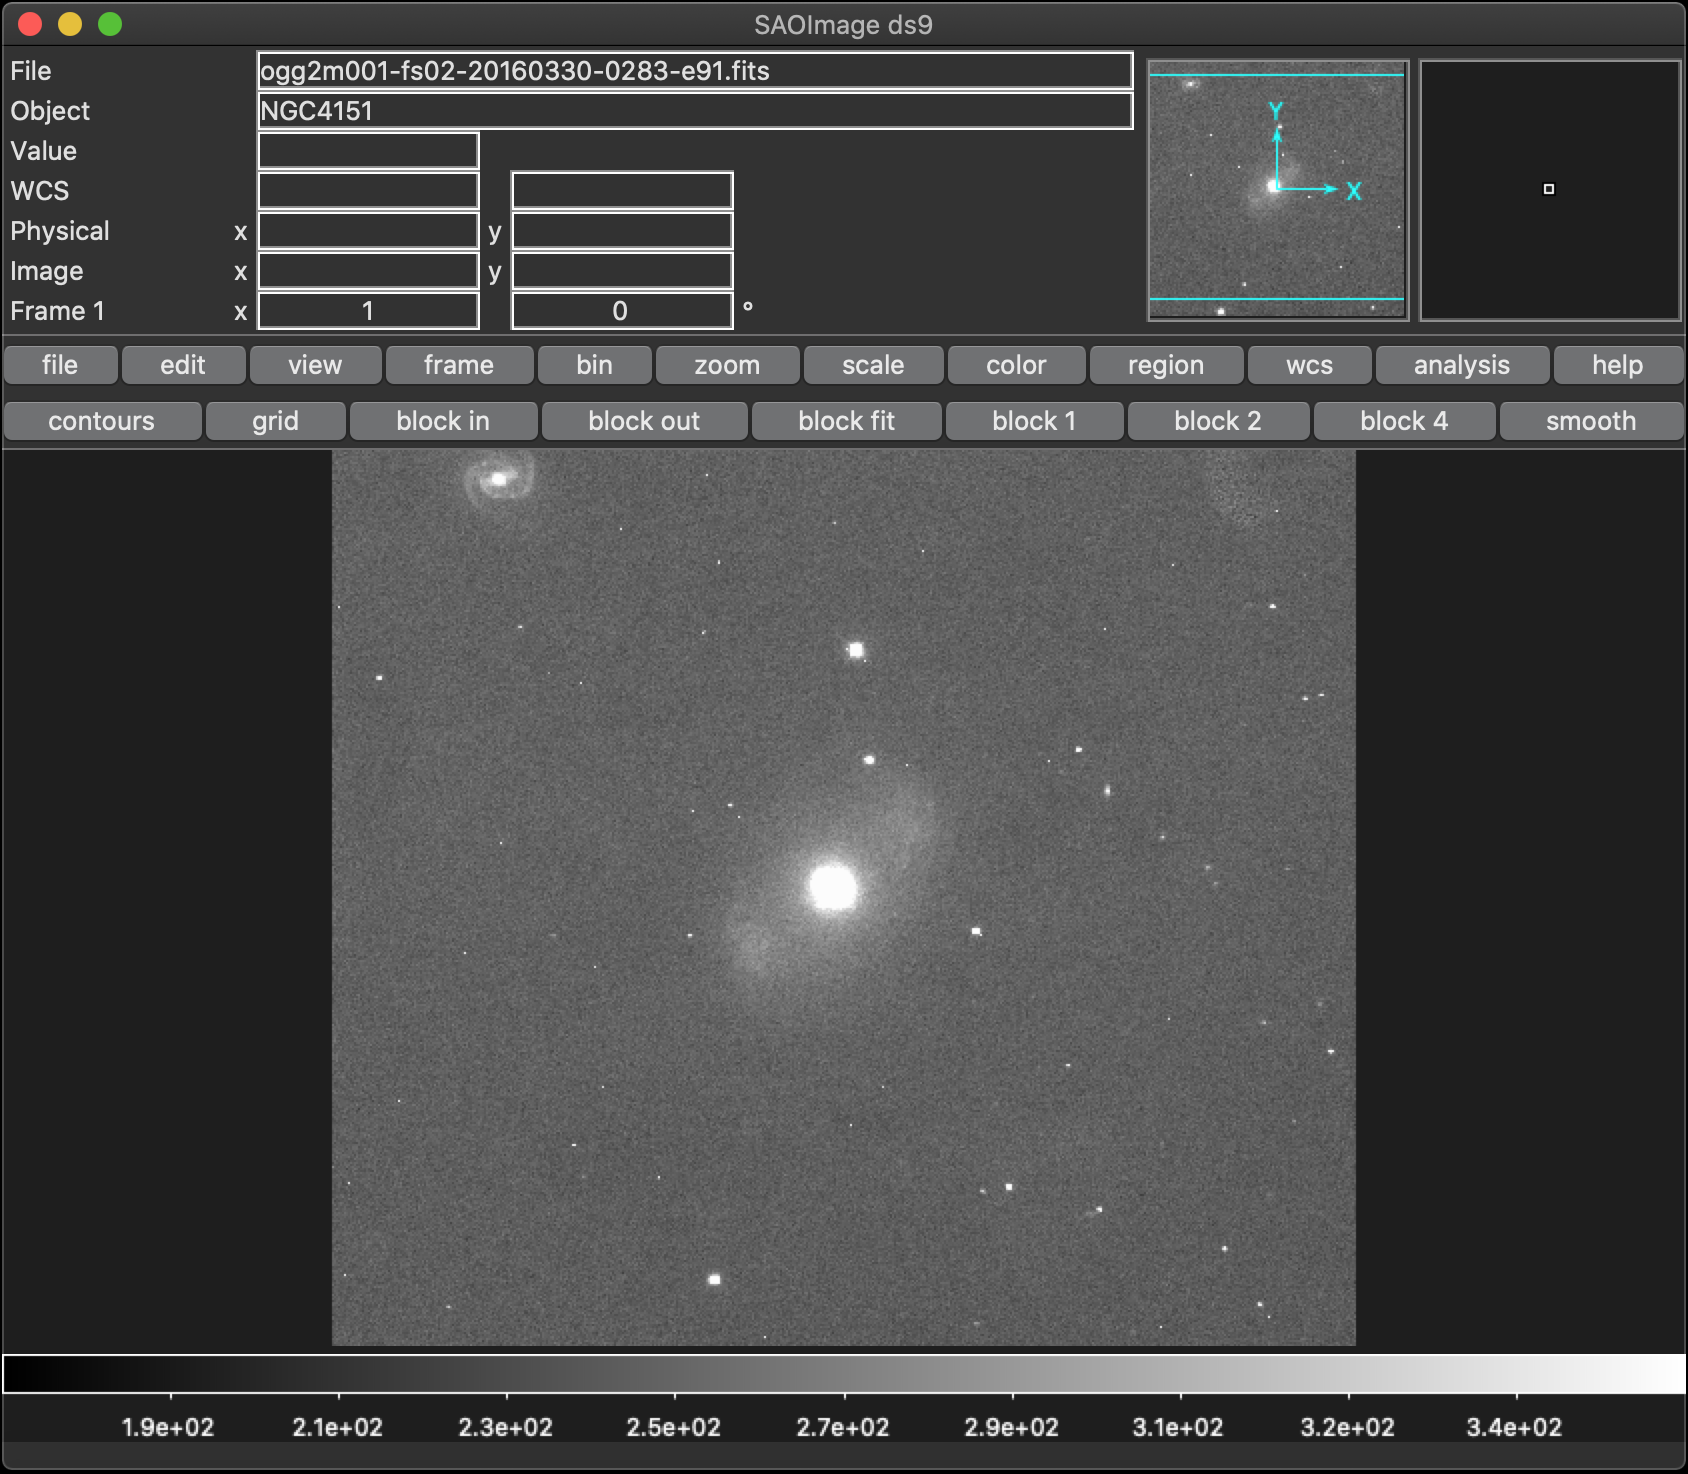 SAOImage ds9
File ogg2m001-fs02-20160330-0283-e91.fits
Object NGC4151
Value
WCS
Physical x y
Image x y
Frame 1 x 1 0 °
Y
X
file edit view frame bin zoom scale color region wcs analysis help
contours grid block in block out block fit block 1 block 2 block 4 smooth
1.9e+02 2.1e+02 2.3e+02 2.5e+02 2.7e+02 2.9e+02 3.1e+02 3.2e+02 3.4e+02